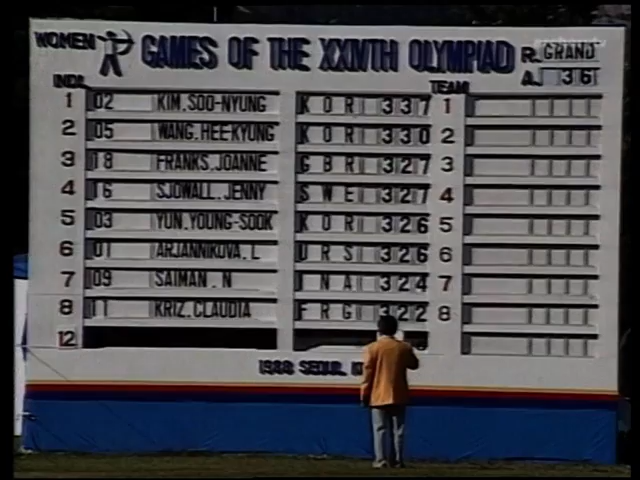 WOMEN GAMES OF THE XXIVTH OLYMPIAD R. GRAND
A. 36
INDI. TEAM
1 02 KIM.SOO-NYUNG KOR 337 1
2 05 WANG.HEE-KYUNG KOR 330 2
3 18 FRANKS.JOANNE GBR 327 3
4 16 SJOWALL.JENNY SWE 327 4
5 03 YUN.YOUNG-SOOK KOR 326 5
6 01 ARJANNIKOVA.L URS 326 6
7 09 SAIMAN.N INA 324 7
8 11 KRIZ.CLAUDIA FRG 322 8
12
1988 SEOUL